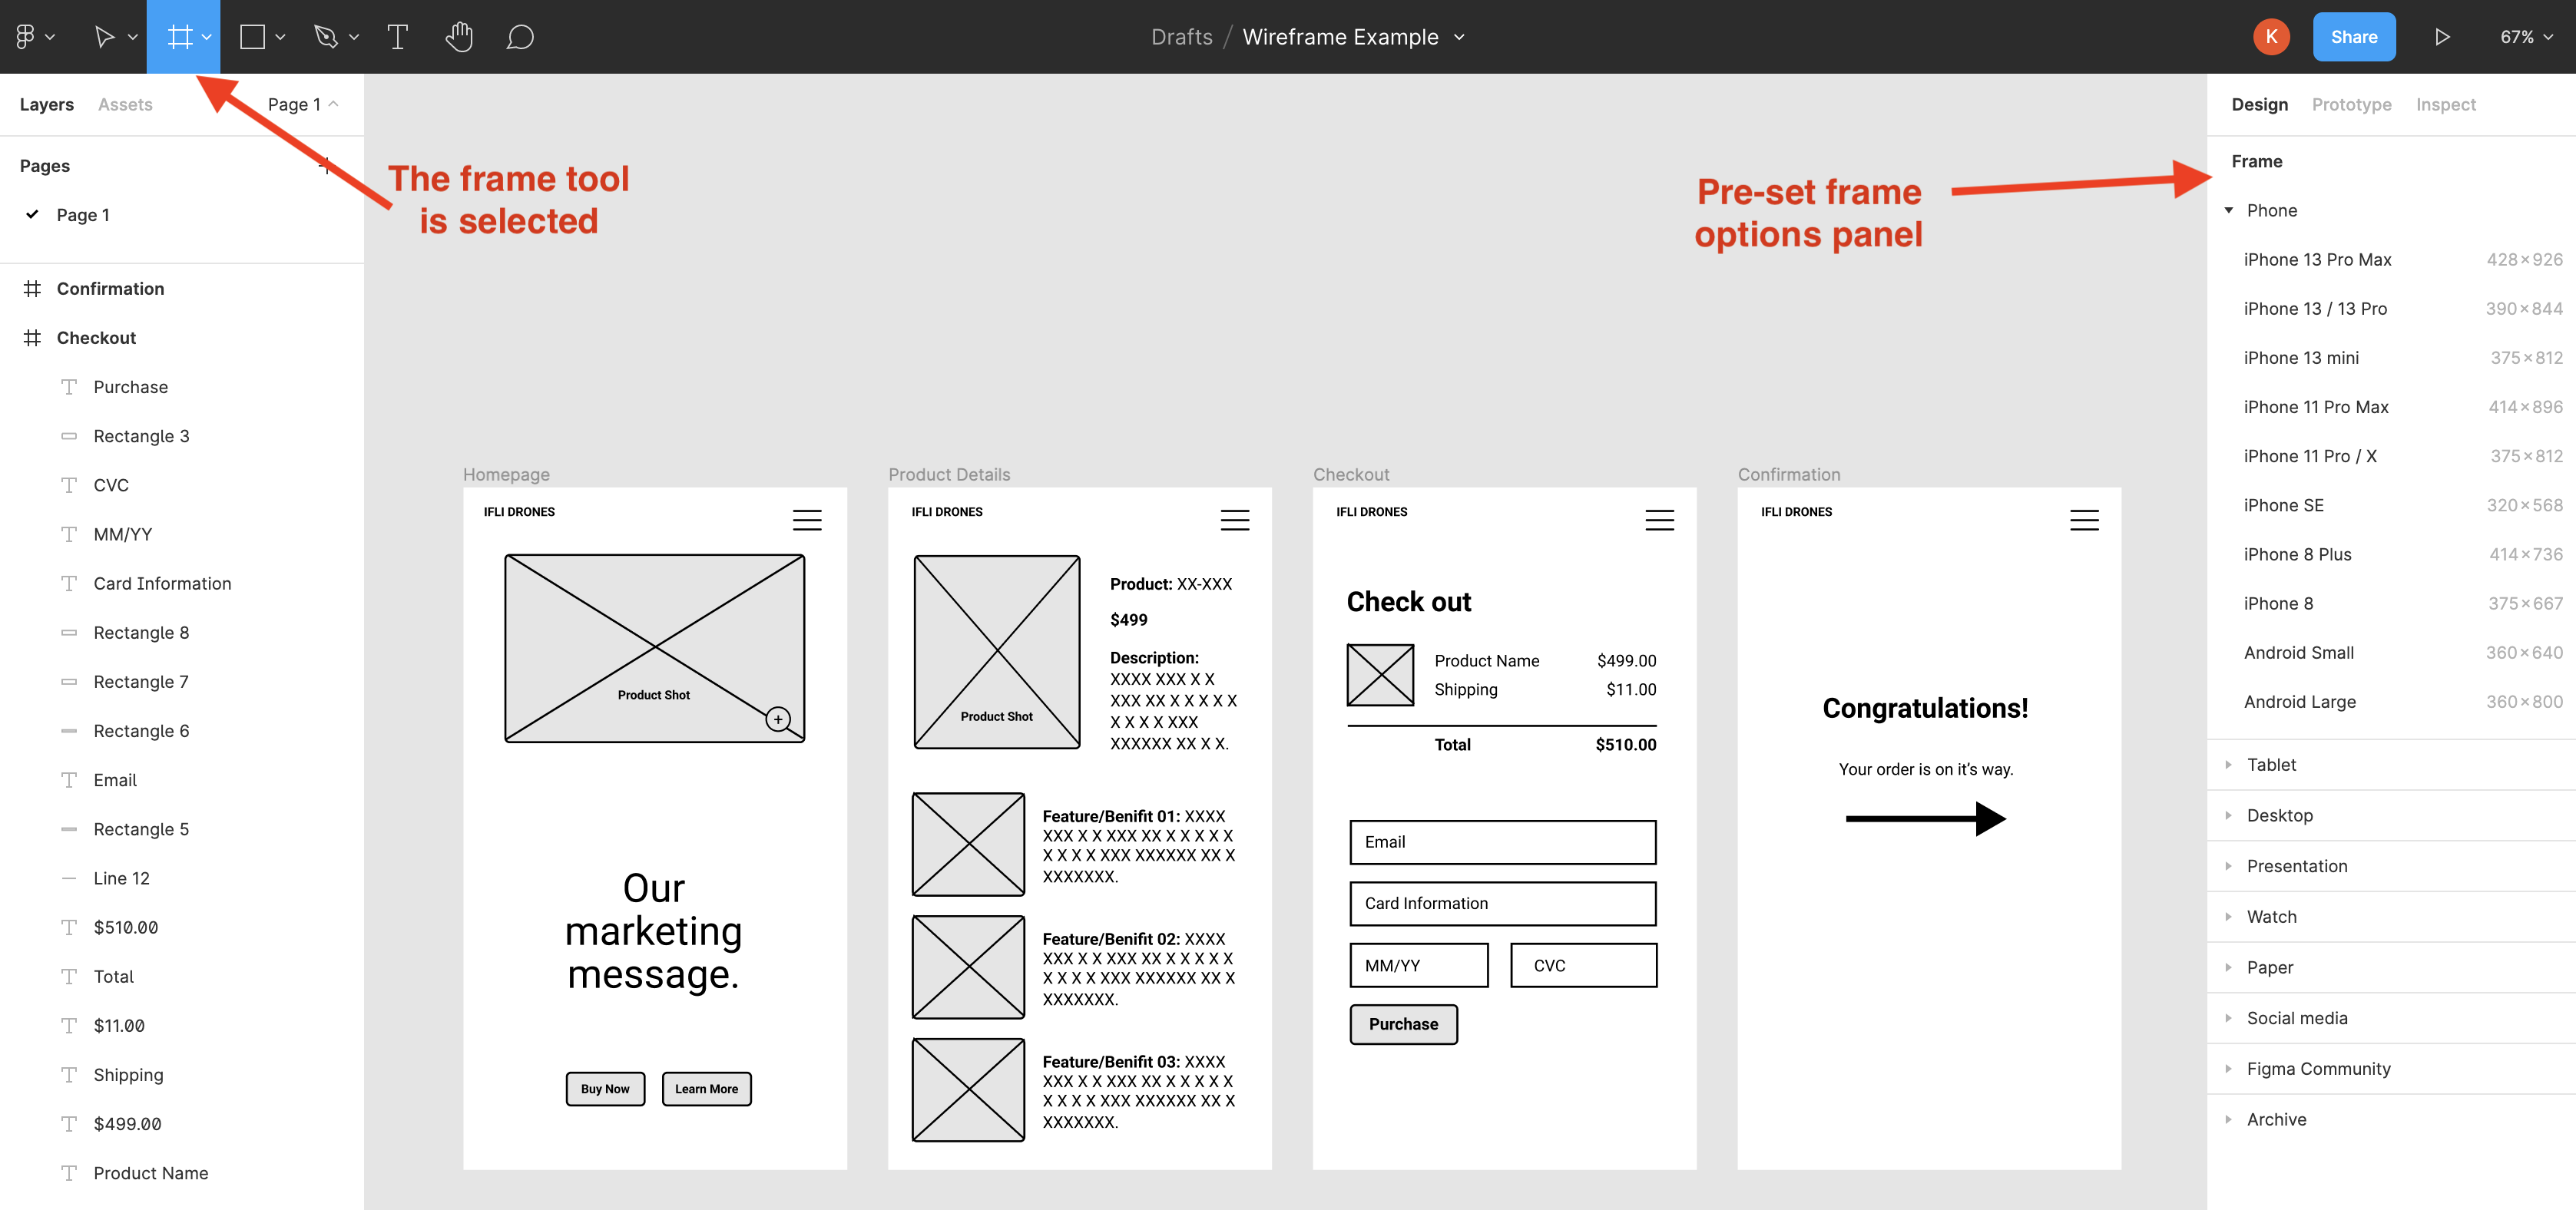 Drafts / Wireframe Example
K
Share
67%
Layers Assets Page 1
Pages
Page 1
Confirmation
Checkout
Purchase
Rectangle 3
CVC
MM/YY
Card Information
Rectangle 8
Rectangle 7
Rectangle 6
Email
Rectangle 5
Line 12
$510.00
Total
$11.00
Shipping
$499.00
Product Name
The frame tool
is selected
Pre-set frame
options panel
Homepage
IFLI DRONES
Product Shot
Our
marketing
message.
Buy Now Learn More
Product Details
IFLI DRONES
Product Shot
Product: XX-XXX
$499
Description:
XXXX XXX X X
XXX XX X X X X X
X X X X XXX
XXXXXX XX X X.
Feature/Benifit 01: XXXX
XXX X X XXX XX X X X X X
X X X X XXX XXXXXX XX X
XXXXXXX.
Feature/Benifit 02: XXXX
XXX X X XXX XX X X X X X
X X X X XXX XXXXXX XX X
XXXXXXX.
Feature/Benifit 03: XXXX
XXX X X XXX XX X X X X X
X X X X XXX XXXXXX XX X
XXXXXXX.
Checkout
IFLI DRONES
Check out
Product Name $499.00
Shipping $11.00
Total $510.00
Email
Card Information
MM/YY CVC
Purchase
Confirmation
IFLI DRONES
Congratulations!
Your order is on it's way.
Design Prototype Inspect
Frame
Phone
iPhone 13 Pro Max 428×926
iPhone 13 / 13 Pro 390×844
iPhone 13 mini 375×812
iPhone 11 Pro Max 414×896
iPhone 11 Pro / X 375×812
iPhone SE 320×568
iPhone 8 Plus 414×736
iPhone 8 375×667
Android Small 360×640
Android Large 360×800
Tablet
Desktop
Presentation
Watch
Paper
Social media
Figma Community
Archive